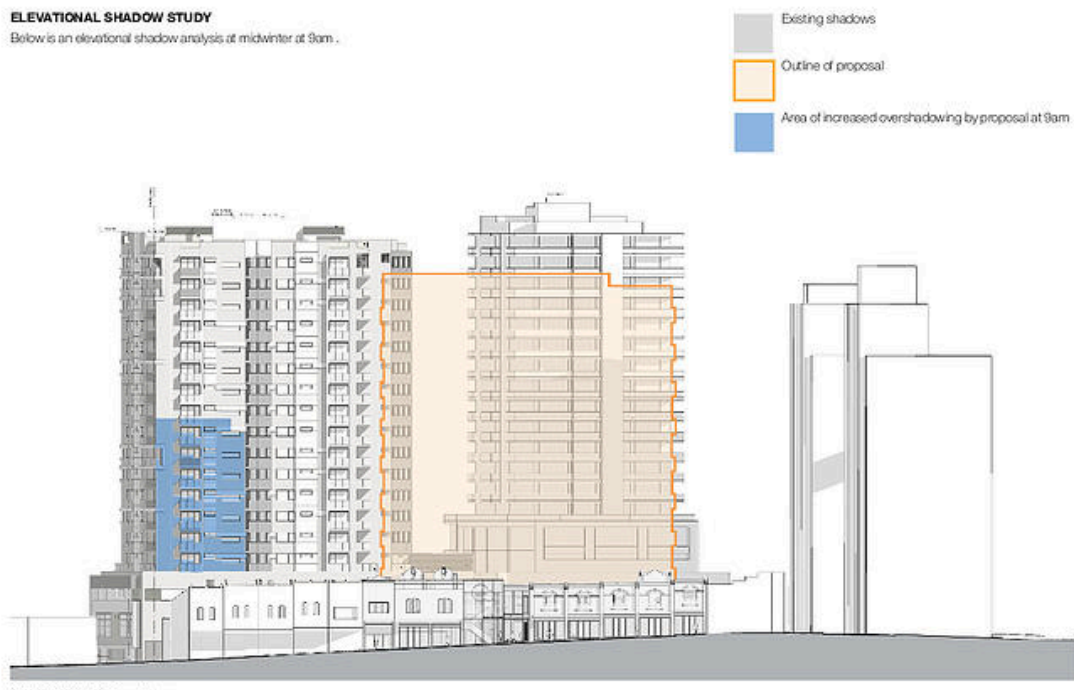 ELEVATIONAL SHADOW STUDY
Below is an elevational shadow analysis at midwinter at 9am .
Existing shadows
Outline of proposal
Area of increased overshadowing by proposal at 9am